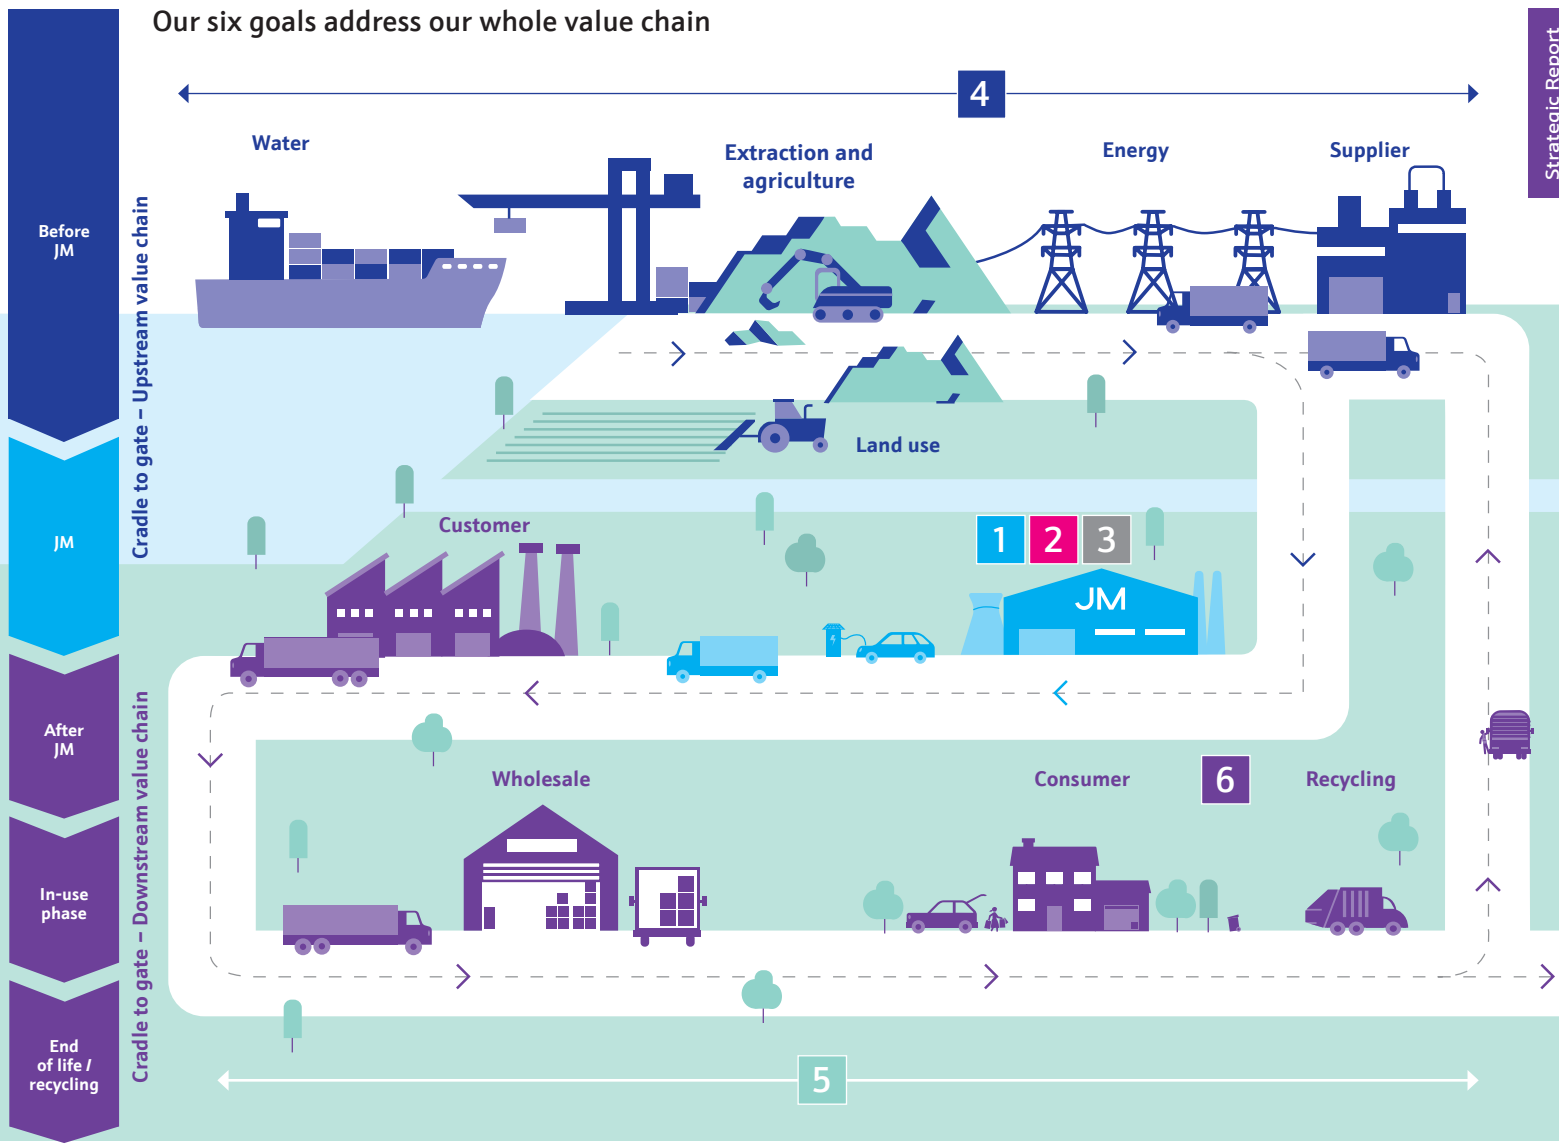 Our six goals address our whole value chain
Strategic Report
4
Water
Extraction and
agriculture
Energy
Supplier
Before
JM
Cradle to gate – Upstream value chain
Land use
JM
Customer
1 2 3
JM
After
JM
Cradle to gate – Downstream value chain
Wholesale
Consumer
6
Recycling
In-use
phase
End
of life /
recycling
5